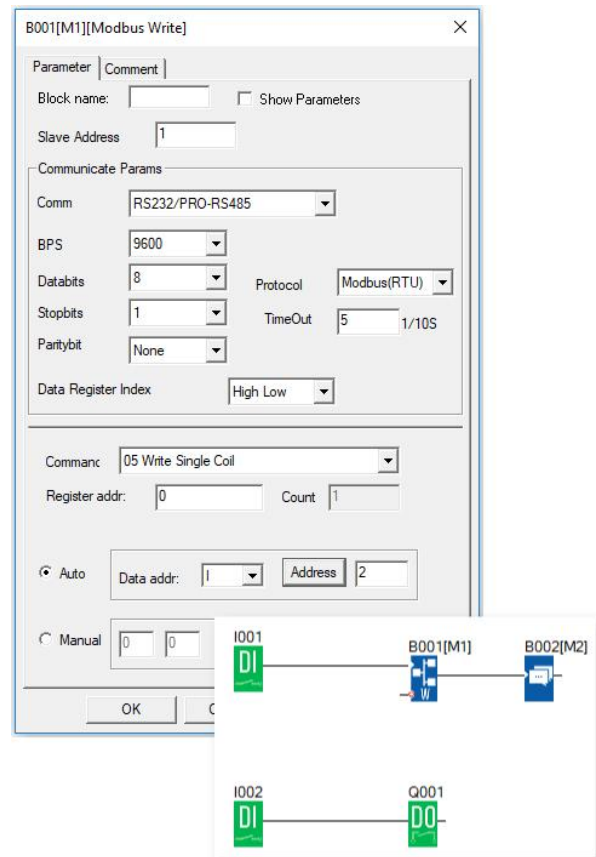 B001[M1][Modbus Write]
Parameter Comment
Block name: Show Parameters
Slave Address 1
Communicate Params
Comm RS232/PRO-RS485
BPS 9600
Databits 8 Protocol Modbus(RTU)
Stopbits 1 TimeOut 5 1/10S
Paritybit None
Data Register Index High Low
Commanc 05 Write Single Coil
Register addr: 0 Count 1
Auto Data addr: I Address 2
Manual 0 0
OK
I001 B001[M1] B002[M2]
DI W
I002 Q001
DI DO